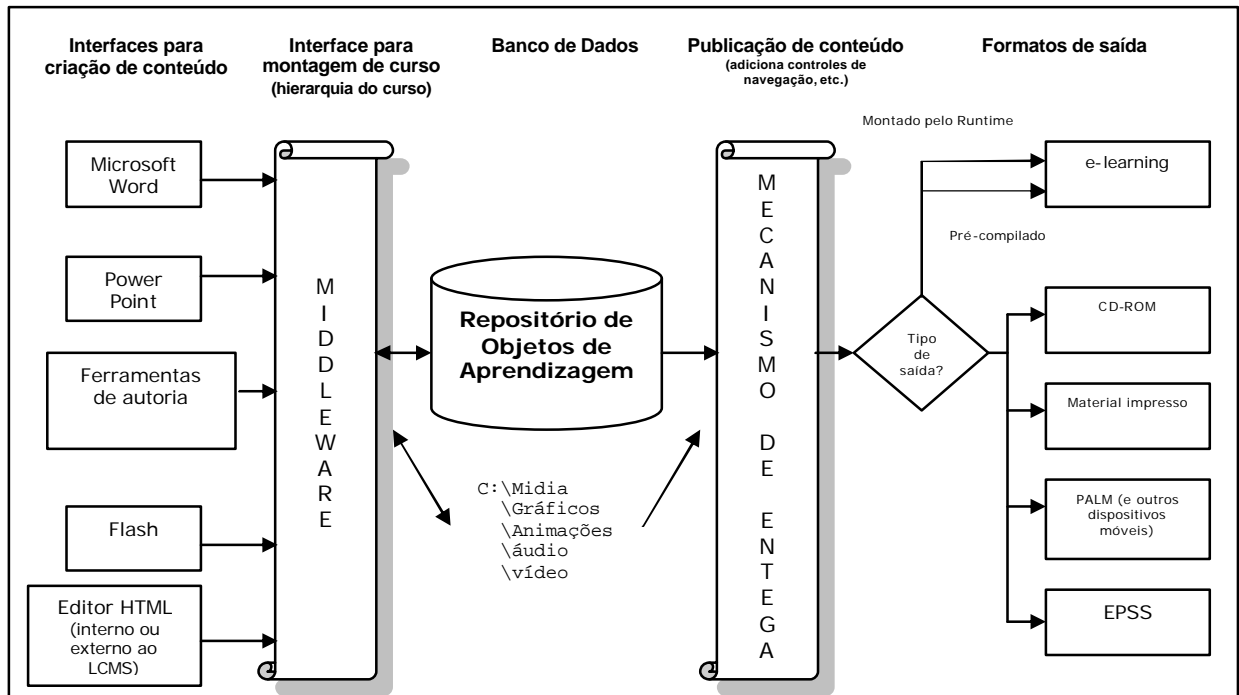 Interfaces para
criação de conteúdo
Interface para
montagem de curso
(hierarquia do curso)
Banco de Dados
Publicação de conteúdo
(adiciona controles de
navegação, etc.)
Formatos de saída
Microsoft
Word
Power
Point
Ferramentas
de autoria
Flash
Editor HTML
(interno ou
externo ao
LCMS)
M
I
D
D
L
E
W
A
R
E
Repositório de
Objetos de
Aprendizagem
C:\Midia
\Gráficos
\Animações
\áudio
\vídeo
M
E
C
A
N
I
S
M
O
D
E
E
N
T
E
G
A
Tipo
de
saída?
Montado pelo Runtime
Pré-compilado
e-learning
CD-ROM
Material impresso
PALM (e outros
dispositivos
móveis)
EPSS